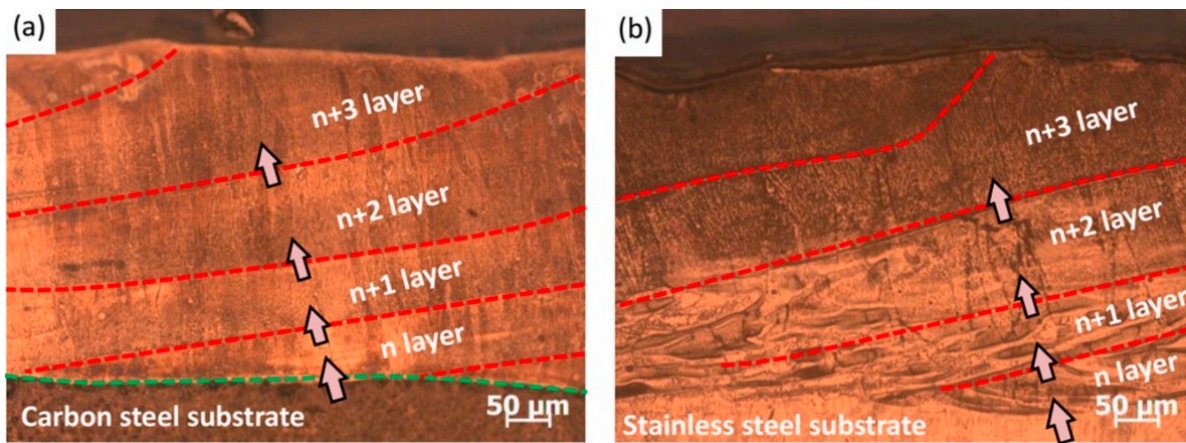 (a)
n+3 layer
n+2 layer
n+1 layer
n layer
Carbon steel substrate
50 µm
(b)
n+3 layer
n+2 layer
n+1 layer
n layer
Stainless steel substrate
50 µm